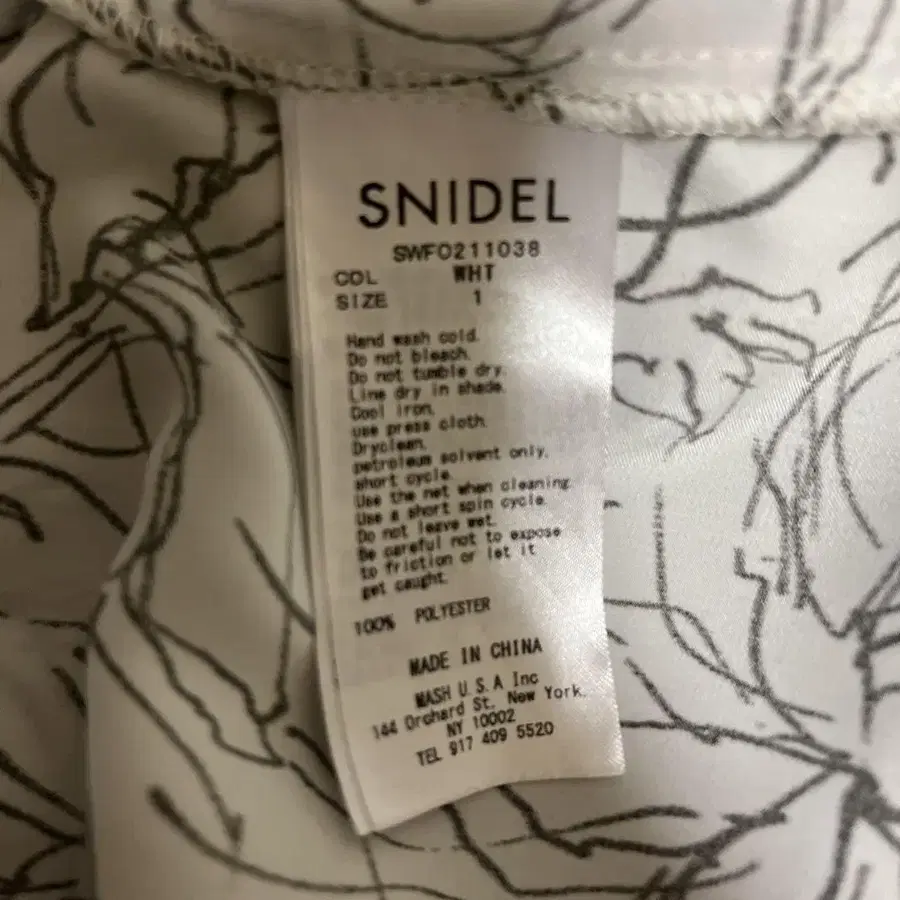 SNIDEL
SWFO211038
COL WHT
SIZE 1
Hand wash cold.
Do not bleach.
Do not tumble dry.
Line dry in shade.
Cool iron,
use press cloth.
Dryclean,
petroleum solvent only,
short cycle.
Use the net when cleaning
Use a short spin cycle.
Do not leave wet.
Be careful not to expose
to friction or let it
get caught.
100% POLYESTER
MADE IN CHINA
MASH U.S.A Inc
144 Orchard St. New York.
NY 10002
TEL 917 409 5520